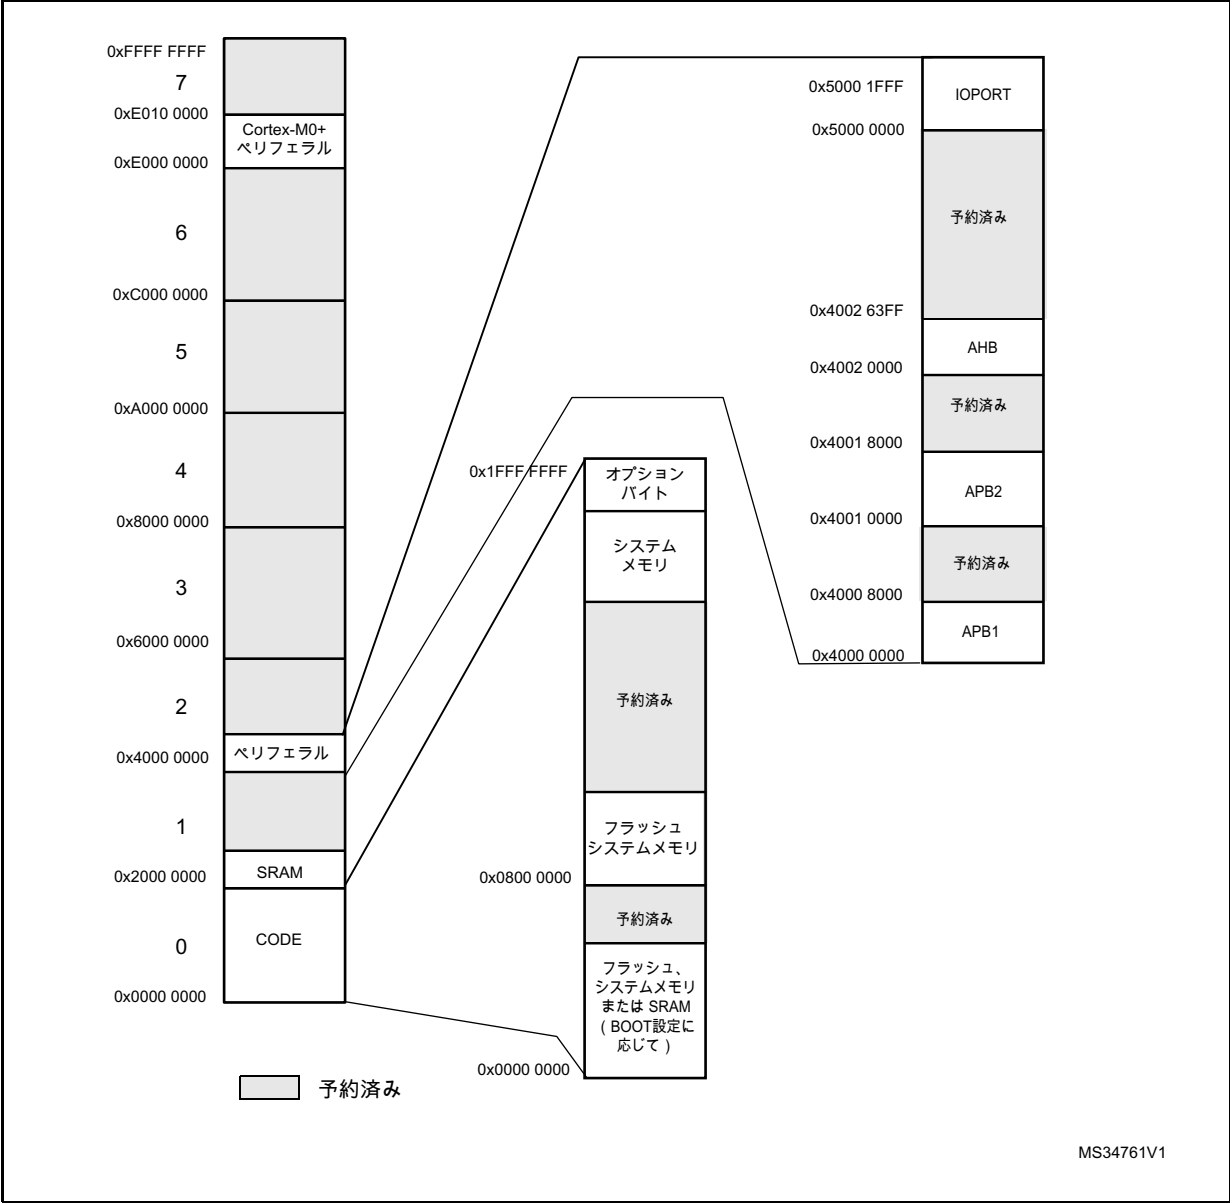 0xFFFF FFFF
7
0xE010 0000
Cortex-M0+
ペリフェラル
0xE000 0000
6
0xC000 0000
5
0xA000 0000
4
0x8000 0000
3
0x6000 0000
2
0x4000 0000
ペリフェラル
1
0x2000 0000
SRAM
0
CODE
0x0000 0000
予約済み
0x1FFF FFFF
オプション
バイト
システム
メモリ
予約済み
フラッシュ
システムメモリ
0x0800 0000
予約済み
フラッシュ、
システムメモリ
または SRAM
( BOOT設定に
応じて )
0x0000 0000
0x5000 1FFF
IOPORT
0x5000 0000
予約済み
0x4002 63FF
AHB
0x4002 0000
予約済み
0x4001 8000
APB2
0x4001 0000
予約済み
0x4000 8000
APB1
0x4000 0000
MS34761V1